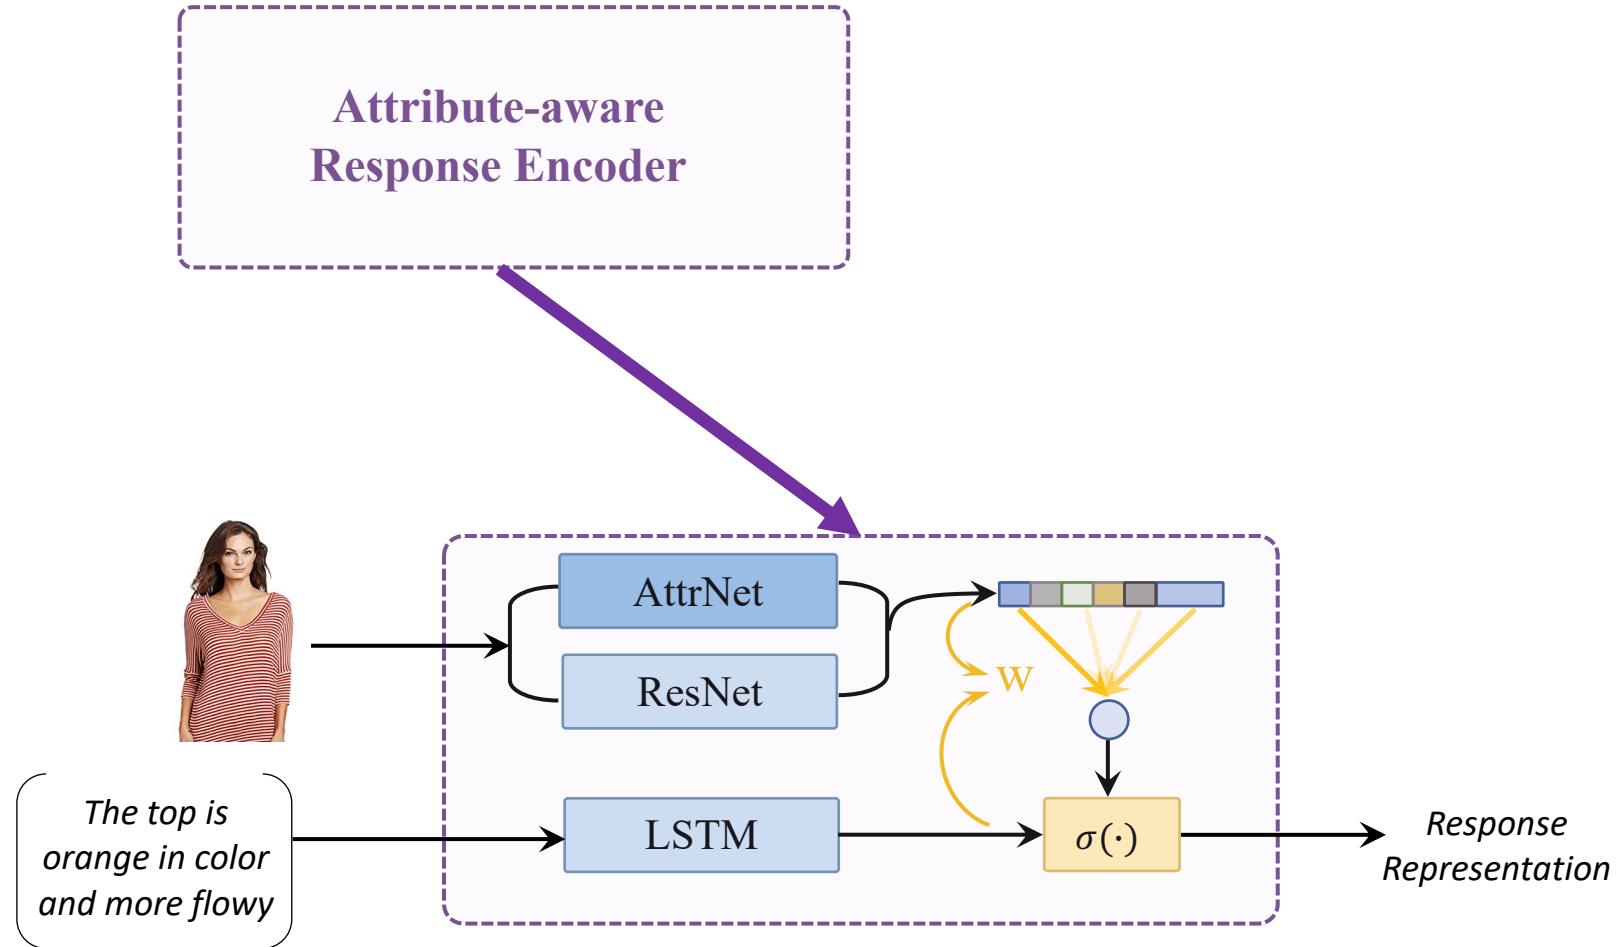 Attribute-aware
Response Encoder
AttrNet
ResNet
w
The top is
orange in color
and more flowy
LSTM
σ(·)
Response
Representation